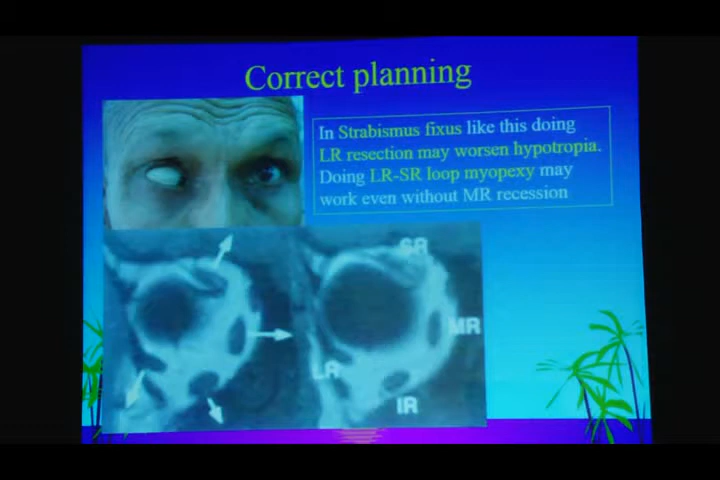 Correct planning
In Strabismus fixus like this doing
LR resection may worsen hypotropia.
Doing LR-SR loop myopexy may
work even without MR recession
SR
MR
LR
IR